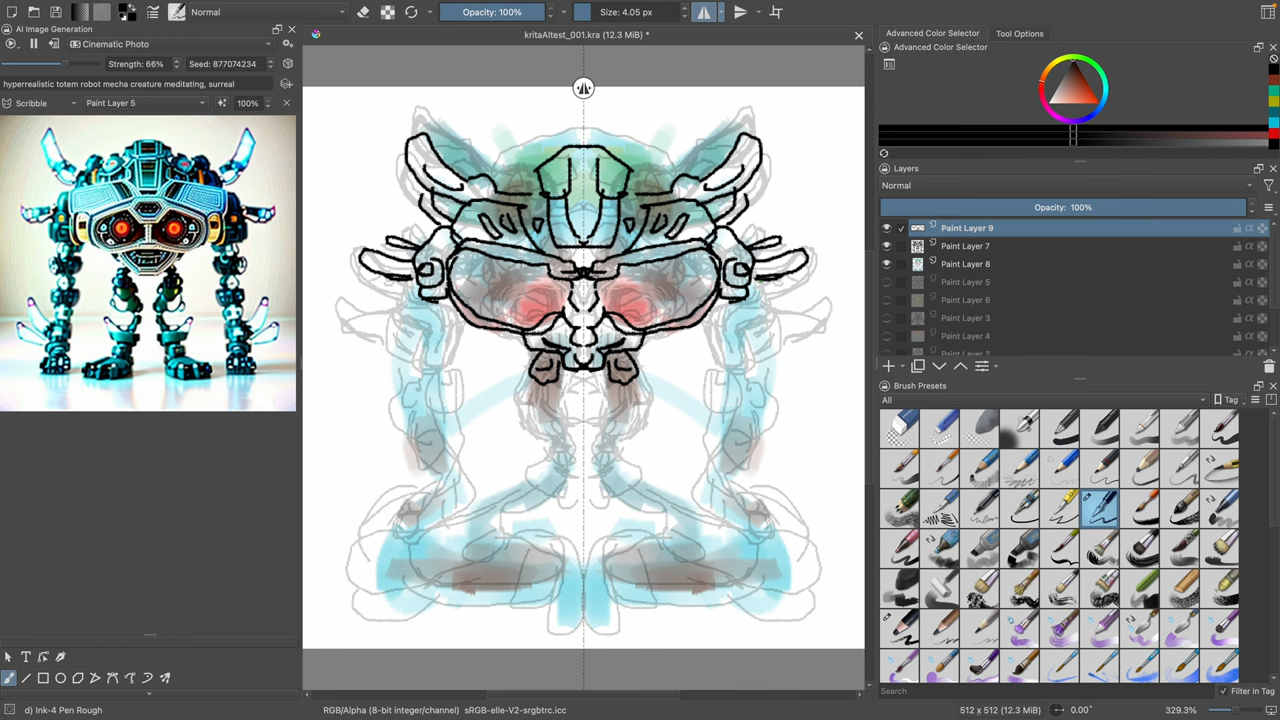 Normal
Opacity: 100%
Size: 4.05 px
AI Image Generation
Cinematic Photo
Strength: 66%
Seed: 877074234
hyperrealistic totem robot mecha creature meditating, surreal
Scribble
Paint Layer 5
100%
kritaAItest_001.kra (12.3 MiB) *
Advanced Color Selector
Tool Options
Advanced Color Selector
Layers
Normal
Opacity: 100%
Paint Layer 9
Paint Layer 7
Paint Layer 8
Paint Layer 5
Paint Layer 6
Paint Layer 3
Paint Layer 4
Paint Layer 2
Brush Presets
All
Tag
Search
Filter in Tag
d) Ink-4 Pen Rough
RGB/Alpha (8-bit integer/channel) sRGB-elle-V2-srgbtrc.icc
512 x 512 (12.3 MiB)
0.00°
329.3%